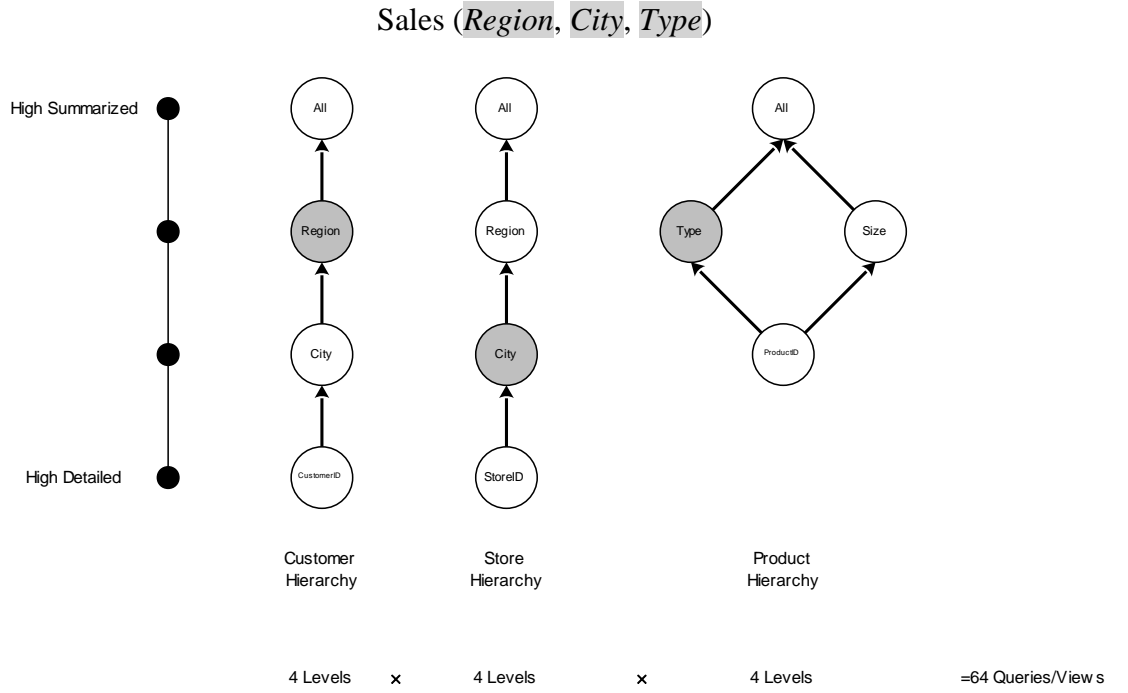 Sales (Region, City, Type)
High Summarized
All
All
All
Region
Region
Type
Size
City
City
ProductID
High Detailed
CustomerID
StoreID
Customer
Hierarchy
Store
Hierarchy
Product
Hierarchy
4 Levels × 4 Levels × 4 Levels =64 Queries/Views